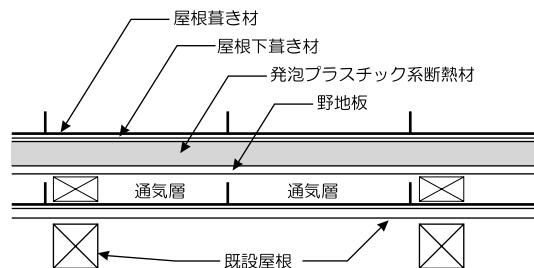 屋根葺き材
屋根下葺き材
発泡プラスチック系断熱材
野地板
通気層
通気層
既設屋根